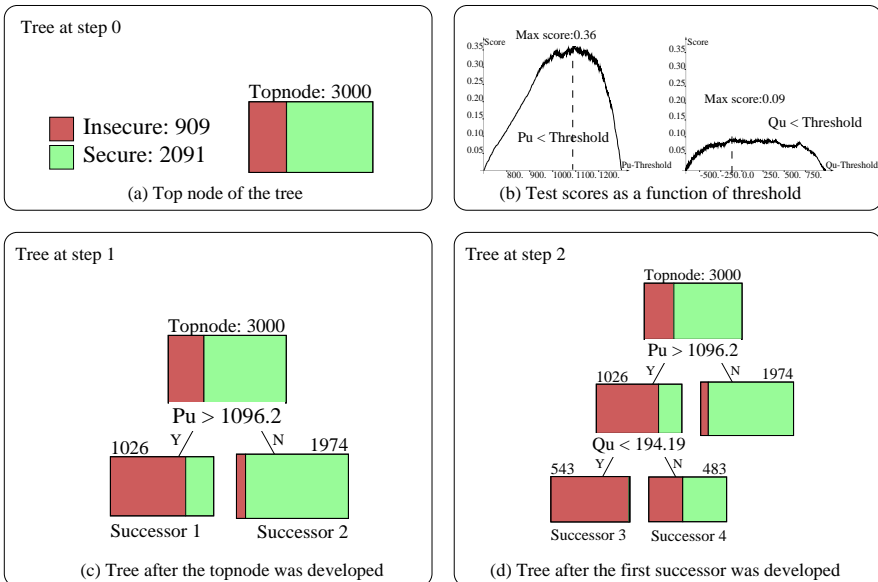 Tree at step 0
Topnode: 3000
Insecure: 909
Secure: 2091
(a) Top node of the tree
Score
Max score:0.36
0.35
0.30
0.25
0.20
0.15
0.10
0.05
Pu < Threshold
Pu-Threshold
800. 900. 1000. 1100. 1200.
Score
0.35
0.30
0.25
0.20
0.15
0.10
0.05
Max score:0.09
Qu < Threshold
Qu-Threshold
-500. -250. 0.0 250. 500. 750.
(b) Test scores as a function of threshold
Tree at step 1
Topnode: 3000
Pu > 1096.2
Y N
1026 1974
Successor 1 Successor 2
(c) Tree after the topnode was developed
Tree at step 2
Topnode: 3000
Pu > 1096.2
Y N
1026 1974
Qu < 194.19
Y N
543 483
Successor 3 Successor 4
(d) Tree after the first successor was developed